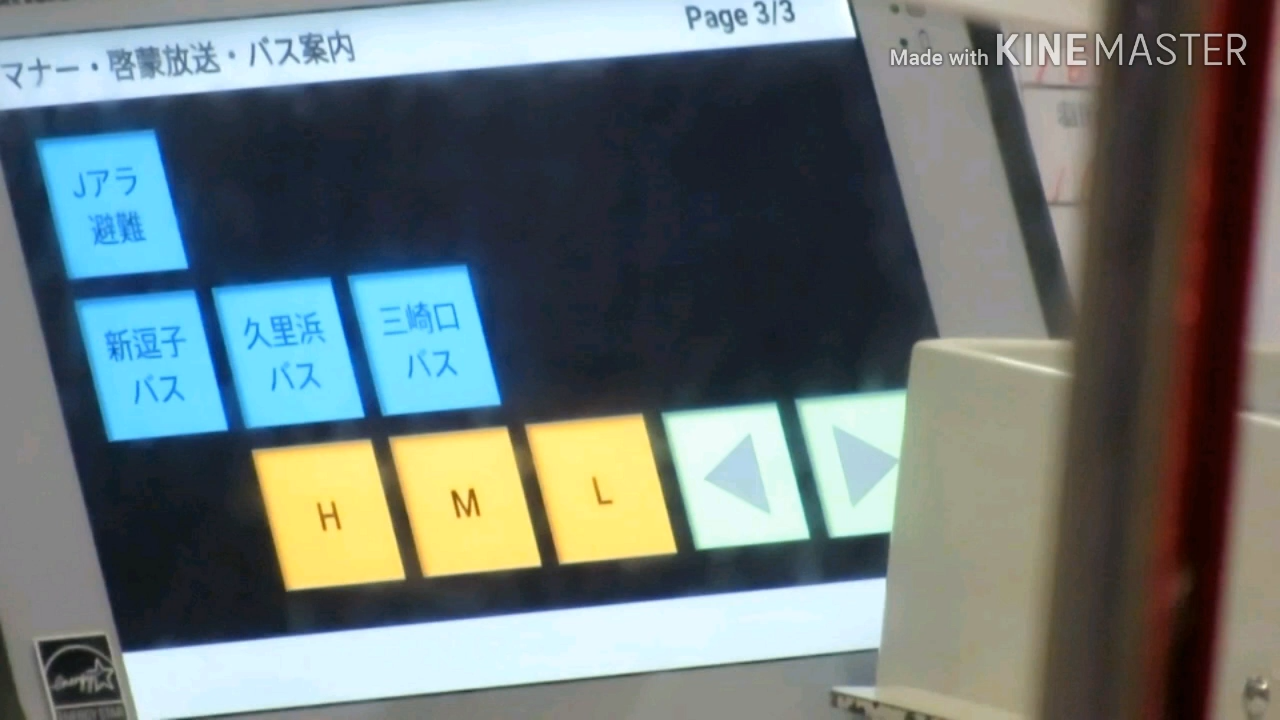 Page 3/3
マナー・啓蒙放送・バス案内
Made with KINEMASTER
Jアラ
避難
新逗子
バス
久里浜
バス
三崎口
バス
H
M
L